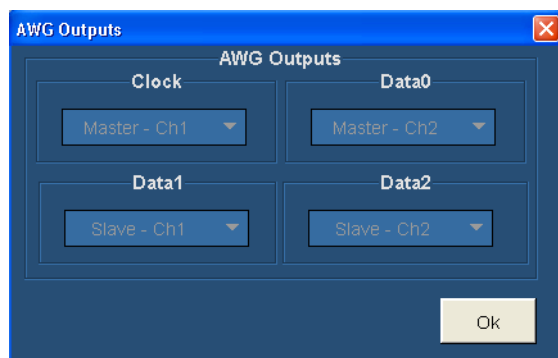 AWG Outputs
AWG Outputs
Clock
Data0
Master - Ch1
Master - Ch2
Data1
Data2
Slave - Ch1
Slave - Ch2
Ok